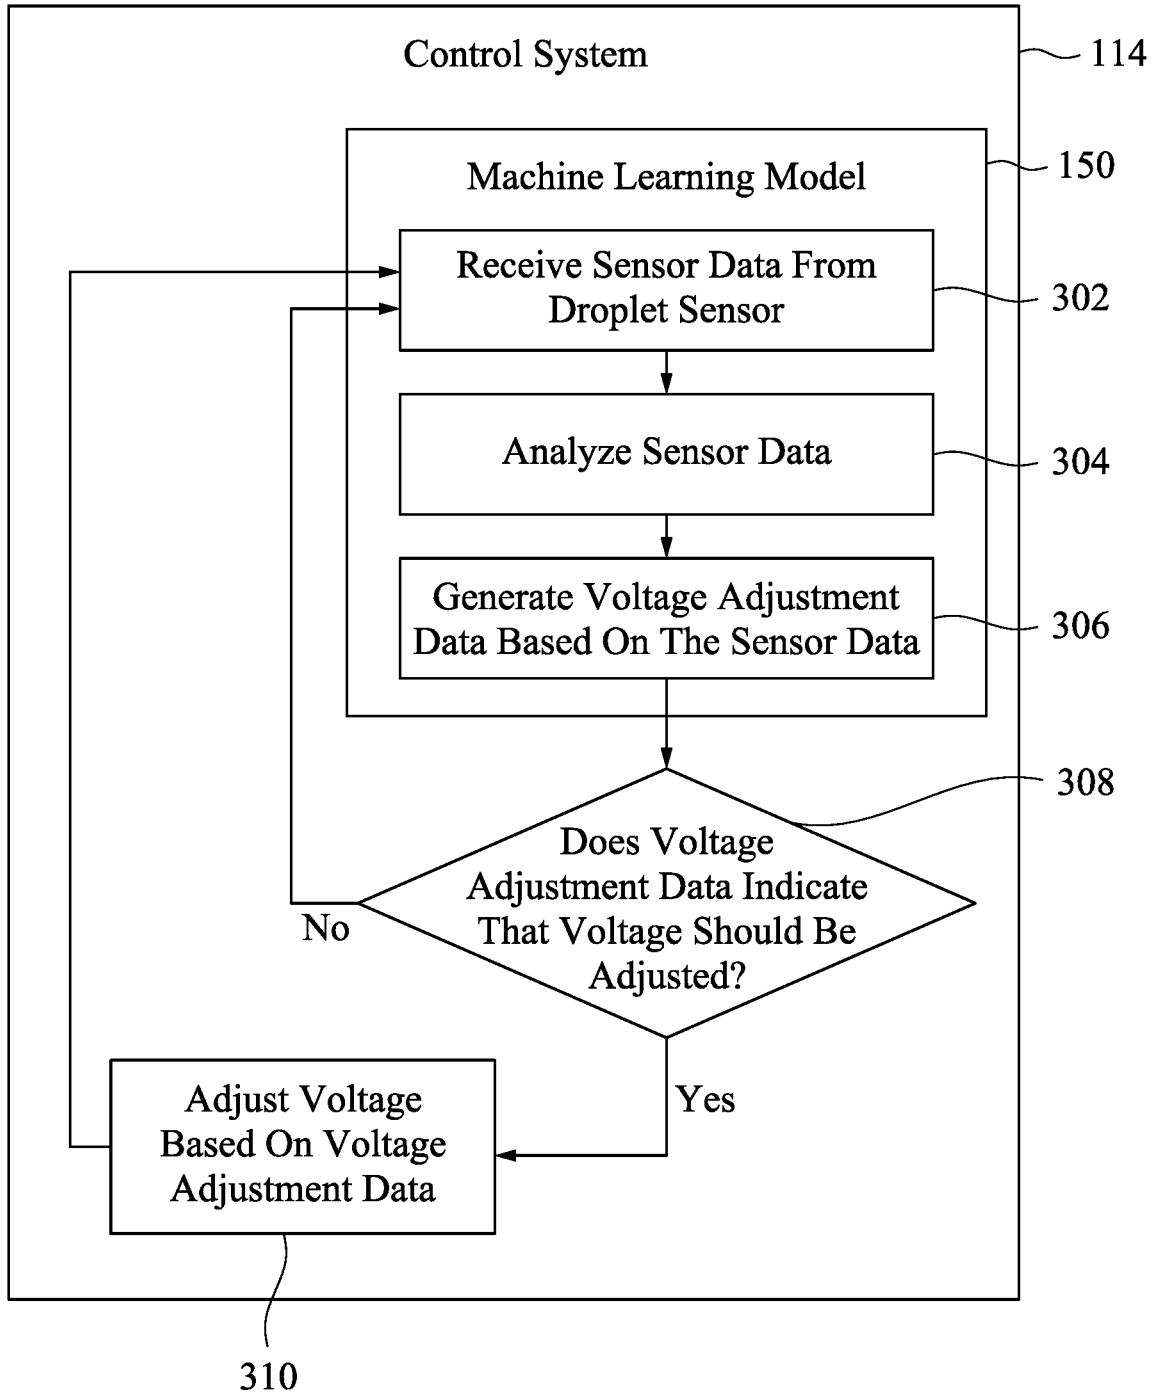 Control System
114
Machine Learning Model
150
Receive Sensor Data From
Droplet Sensor
302
Analyze Sensor Data
304
Generate Voltage Adjustment
Data Based On The Sensor Data
306
308
Does Voltage
Adjustment Data Indicate
That Voltage Should Be
Adjusted?
No
Yes
Adjust Voltage
Based On Voltage
Adjustment Data
310